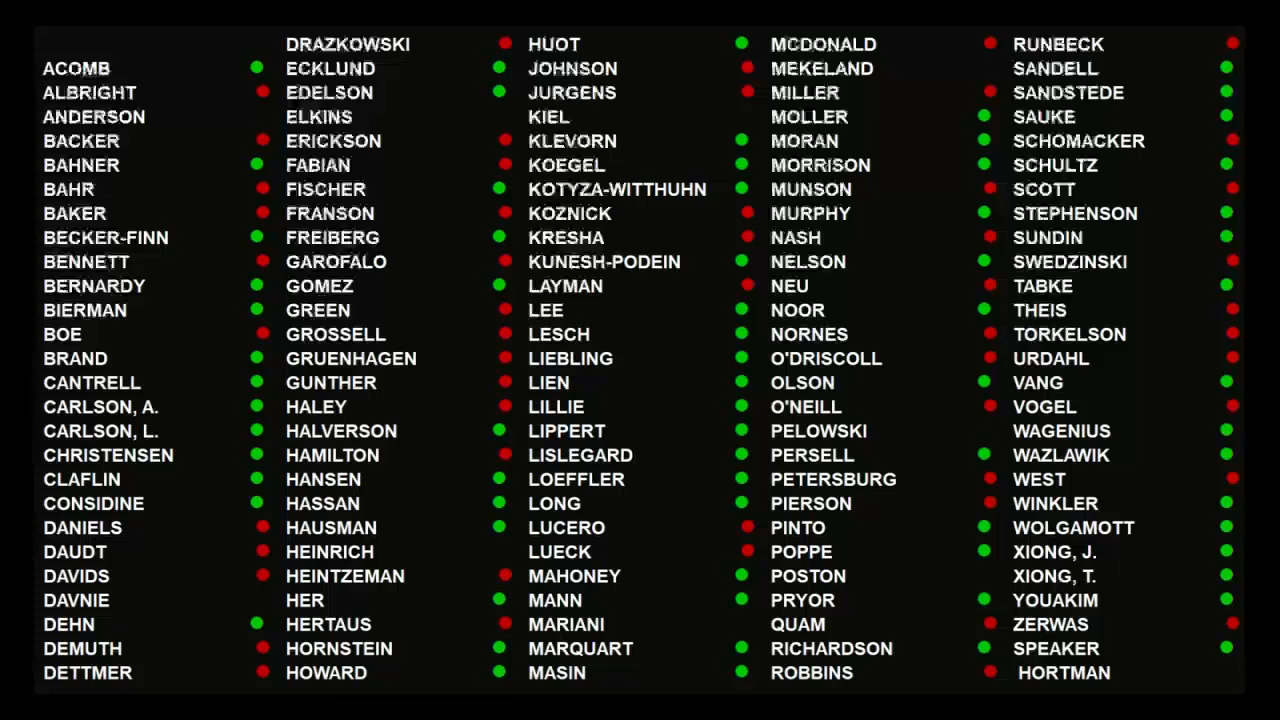 ACOMB
ALBRIGHT
ANDERSON
BACKER
BAHNER
BAHR
BAKER
BECKER-FINN
BENNETT
BERNARDY
BIERMAN
BOE
BRAND
CANTRELL
CARLSON, A.
CARLSON, L.
CHRISTENSEN
CLAFLIN
CONSIDINE
DANIELS
DAUDT
DAVIDS
DAVNIE
DEHN
DEMUTH
DETTMER
DRAZKOWSKI
ECKLUND
EDELSON
ELKINS
ERICKSON
FABIAN
FISCHER
FRANSON
FREIBERG
GAROFALO
GOMEZ
GREEN
GROSSELL
GRUENHAGEN
GUNTHER
HALEY
HALVERSON
HAMILTON
HANSEN
HASSAN
HAUSMAN
HEINRICH
HEINTZEMAN
HER
HERTAUS
HORNSTEIN
HOWARD
HUOT
JOHNSON
JURGENS
KIEL
KLEVORN
KOEGEL
KOTYZA-WITTHUHN
KOZNICK
KRESHA
KUNESH-PODEIN
LAYMAN
LEE
LESCH
LIEBLING
LIEN
LILLIE
LIPPERT
LISLEGARD
LOEFFLER
LONG
LUCERO
LUECK
MAHONEY
MANN
MARIANI
MARQUART
MASIN
MCDONALD
MEKELAND
MILLER
MOLLER
MORAN
MORRISON
MUNSON
MURPHY
NASH
NELSON
NEU
NOOR
NORNES
O'DRISCOLL
OLSON
O'NEILL
PELOWSKI
PERSELL
PETERSBURG
PIERSON
PINTO
POPPE
POSTON
PRYOR
QUAM
RICHARDSON
ROBBINS
RUNBECK
SANDELL
SANDSTEDE
SAUKE
SCHOMACKER
SCHULTZ
SCOTT
STEPHENSON
SUNDIN
SWEDZINSKI
TABKE
THEIS
TORKELSON
URDAHL
VANG
VOGEL
WAGENIUS
WAZLAWIK
WEST
WINKLER
WOLGAMOTT
XIONG, J.
XIONG, T.
YOUAKIM
ZERWAS
SPEAKER
HORTMAN